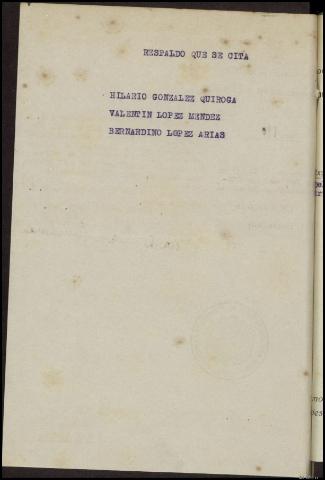 RESPALDO QUE SE CITA
HILARIO GONZALEZ QUIROGA
VALENTIN LOPEZ MENDEZ
BERNARDINO LOPEZ ARIAS